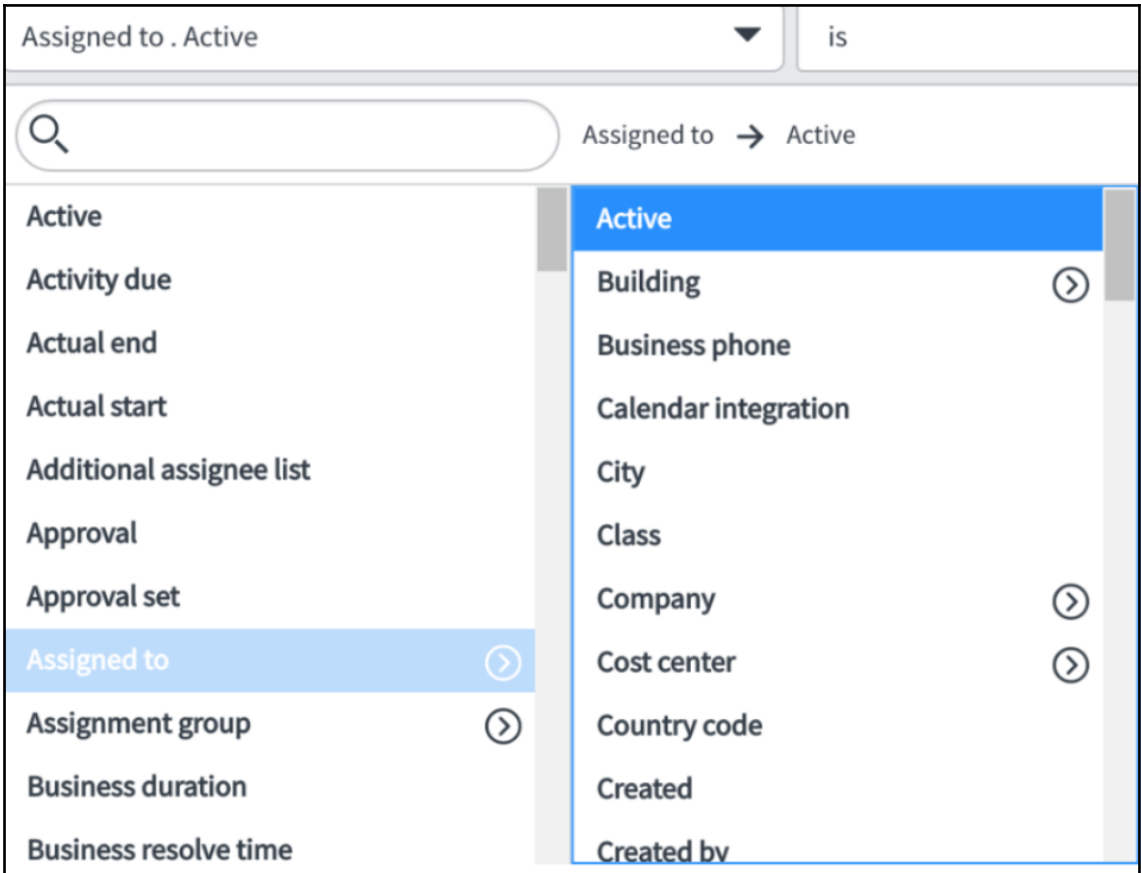 Assigned to . Active
is
Assigned to → Active
Active
Activity due
Actual end
Actual start
Additional assignee list
Approval
Approval set
Assigned to
Assignment group
Business duration
Business resolve time
Active
Building
Business phone
Calendar integration
City
Class
Company
Cost center
Country code
Created
Created by